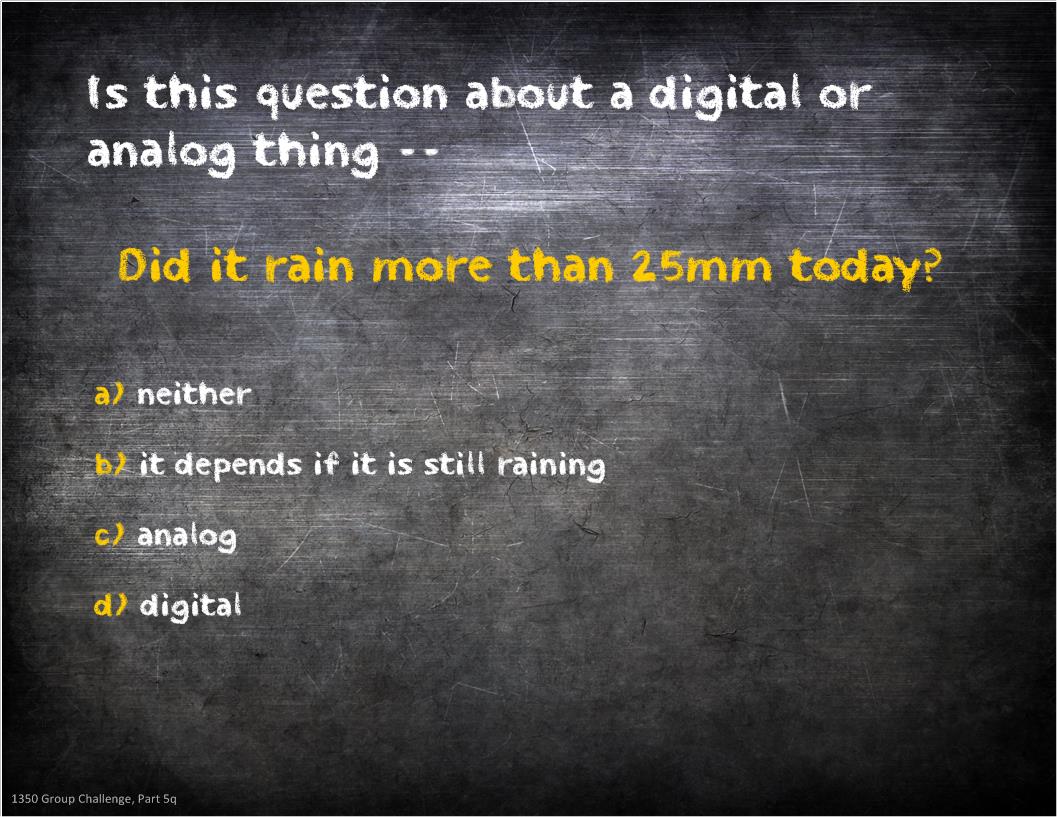 Is this question about a digital or
analog thing --
Did it rain more than 25mm today?
a) neither
b) it depends if it is still raining
c) analog
d) digital
1350 Group Challenge, Part 5q